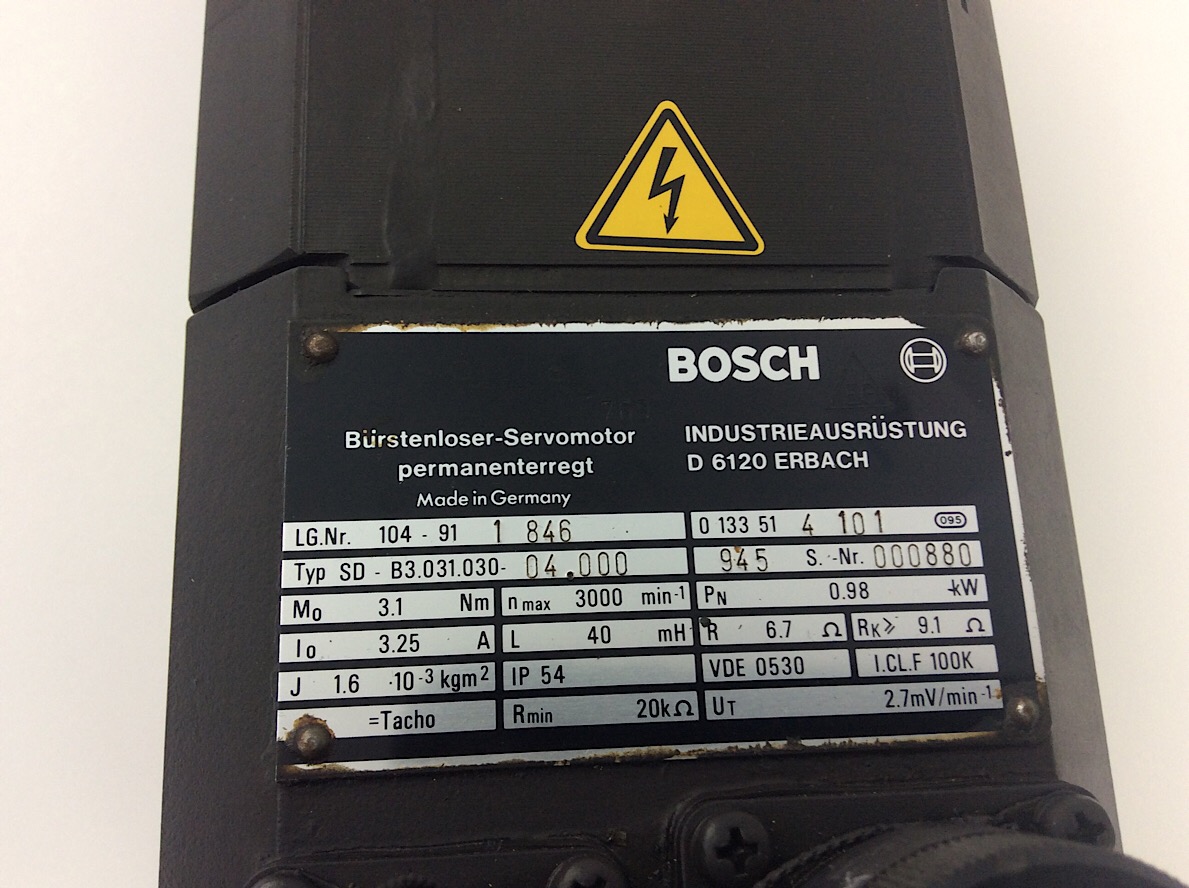 BOSCH
Bürstenloser-Servomotor
permanenterregt
Made in Germany
INDUSTRIEAUSRÜSTUNG
D 6120 ERBACH
LG.Nr. 104 - 91 1 846
0 133 51 4 101 095
Typ SD - B3.031.030- 04.000
945 S.-Nr. 000880
M₀ 3.1 Nm
n max 3000 min⁻¹
PN 0.98 kW
I₀ 3.25 A
L 40 mH
R 6.7 Ω
RK⩾ 9.1 Ω
J 1.6 ·10⁻³ kgm²
IP 54
VDE 0530
I.CL.F 100K
=Tacho
Rmin 20kΩ
UT 2.7mV/min⁻¹